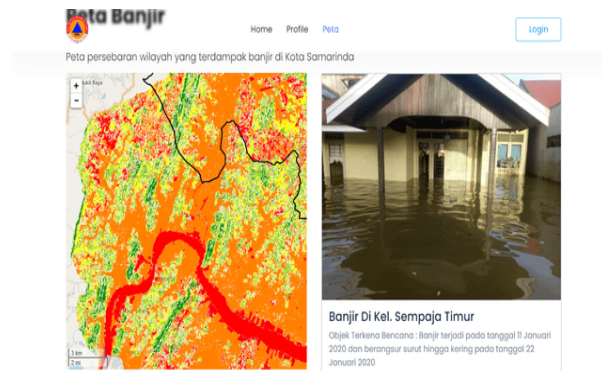 Peta Banjir
Home Profile Peta
Login
Peta persebaran wilayah yang terdampak banjir di Kota Samarinda
+
-
3 km
2 mi
Banjir Di Kel. Sempaja Timur
Objek Terkena Bencana : Banjir terjadi pada tanggal 11 Januari
2020 dan berangsur surut hingga kering pada tanggal 22
Januari 2020